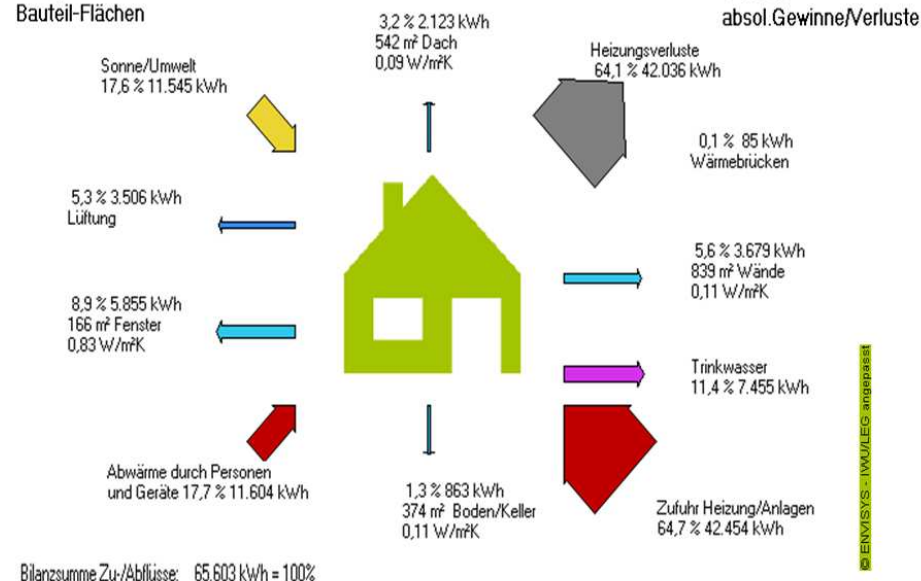 Bauteil-Flächen
absol.Gewinne/Verluste
3,2 % 2.123 kWh
542 m² Dach
0,09 W/m²K
Sonne/Umwelt
17,6 % 11.545 kWh
Heizungsverluste
64,1 % 42.036 kWh
0,1 % 85 kWh
Wärmebrücken
5,3 % 3.506 kWh
Lüftung
5,6 % 3.679 kWh
839 m² Wände
0,11 W/m²K
8,9 % 5.855 kWh
166 m² Fenster
0,83 W/m²K
Trinkwasser
11,4 % 7.455 kWh
Abwärme durch Personen
und Geräte 17,7 % 11.604 kWh
1,3 % 863 kWh
374 m² Boden/Keller
0,11 W/m²K
Zufuhr Heizung/Anlagen
64,7 % 42.454 kWh
Bilanzsumme Zu-/Abflüsse: 65.603 kWh = 100%
© ENVISYS - IWU/LEG angepasst